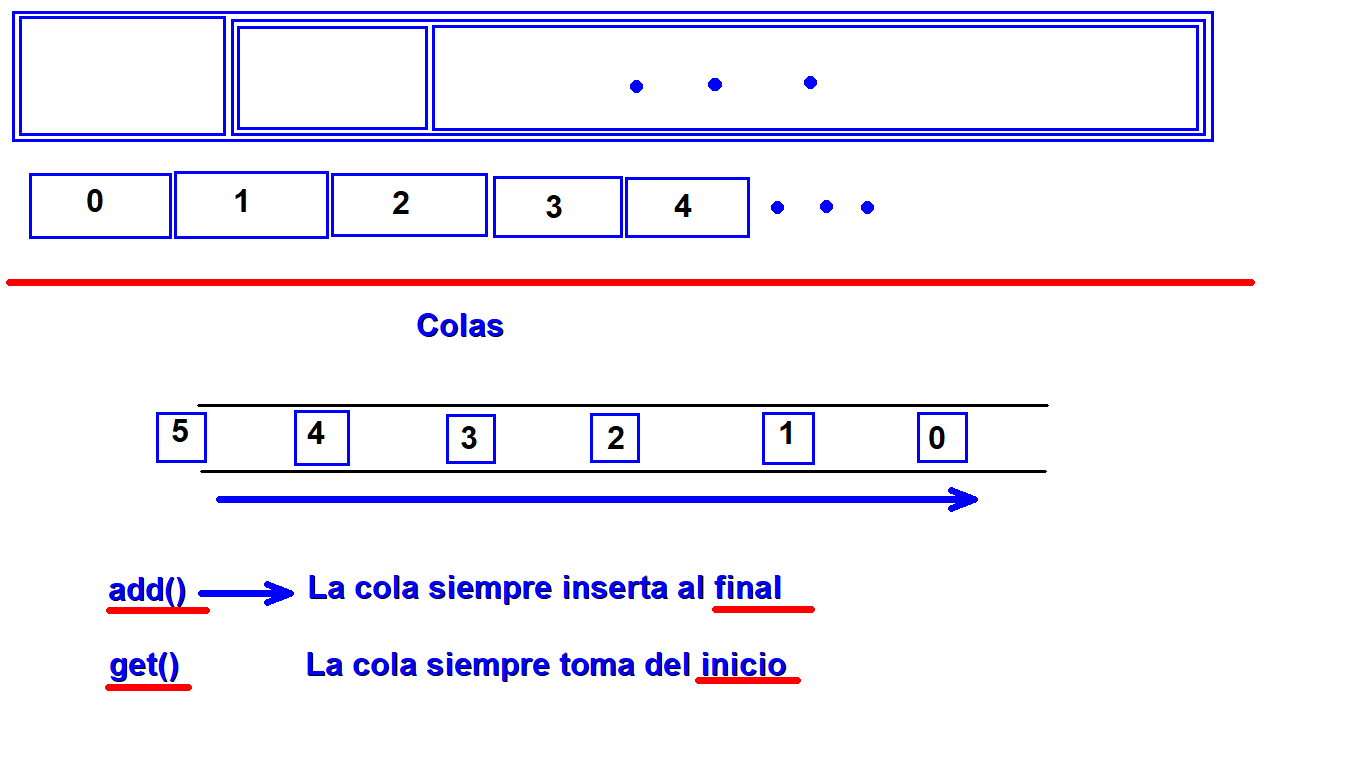 0 1 2 3 4
Colas
5 4 3 2 1 0
add() La cola siempre inserta al final
get() La cola siempre toma del inicio